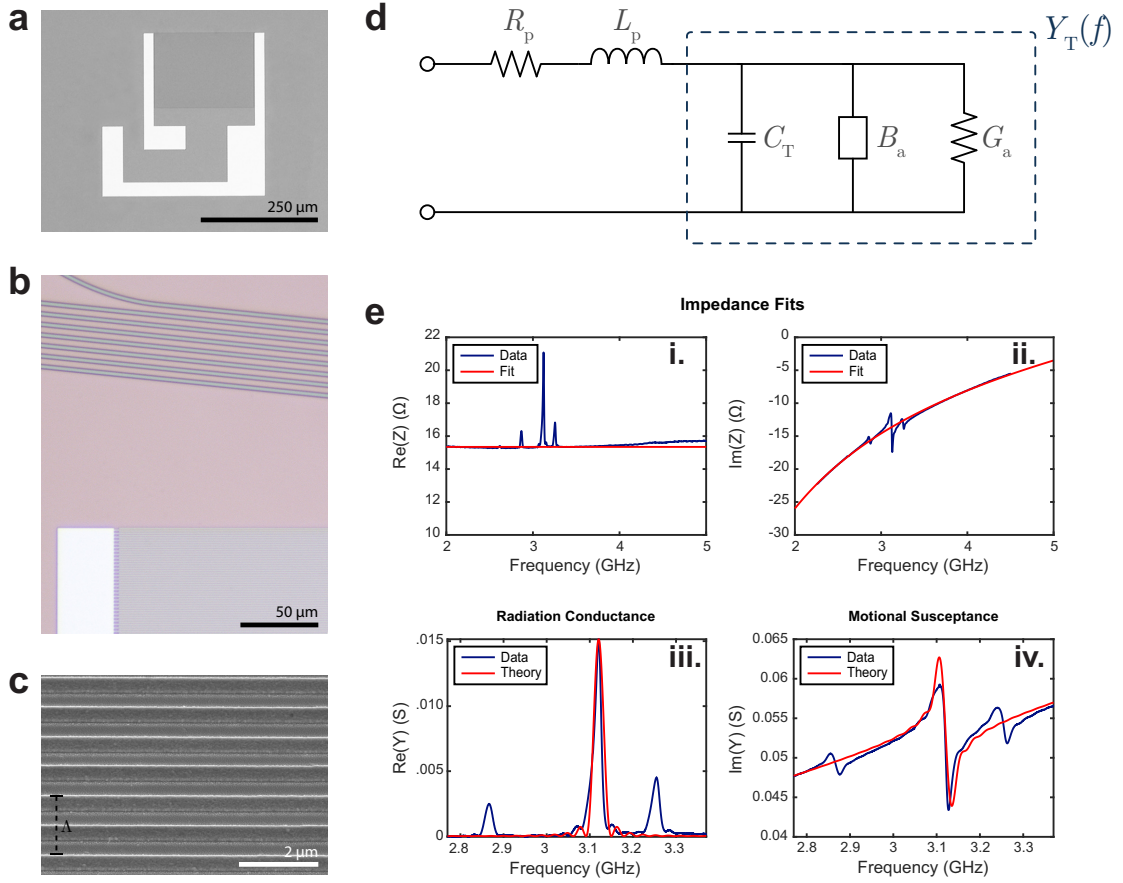 a
250 μm
b
50 μm
c
Λ
2 μm
d
R_p
L_p
Y_T(f)
C_T
B_a
G_a
e
Impedance Fits
i.
Data
Fit
22
20
18
16
14
12
10
Re(Z) (Ω)
2
3
4
5
Frequency (GHz)
ii.
Data
Fit
0
-5
-10
-15
-20
-25
-30
Im(Z) (Ω)
2
3
4
5
Frequency (GHz)
Radiation Conductance
iii.
Data
Theory
.015
.010
.005
0
Re(Y) (S)
2.8
2.9
3
3.1
3.2
3.3
Frequency (GHz)
Motional Susceptance
iv.
Data
Theory
0.065
0.06
0.055
0.05
0.045
0.04
Im(Y) (S)
2.8
2.9
3
3.1
3.2
3.3
Frequency (GHz)